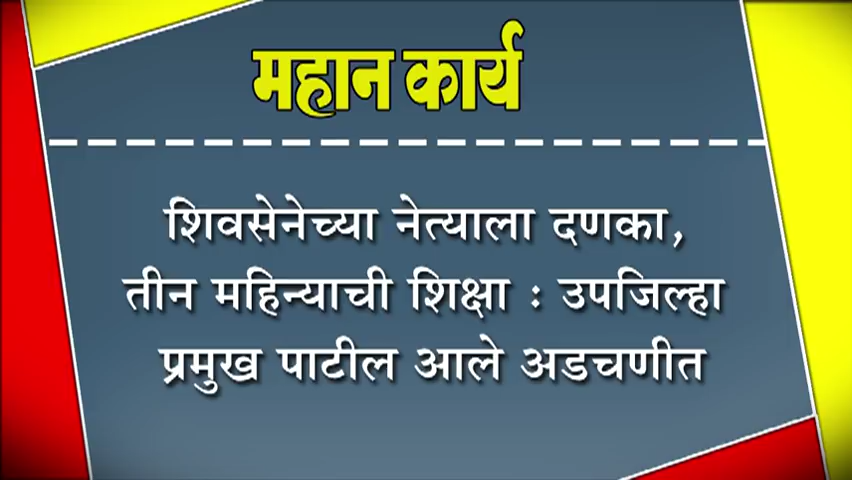 महान कार्य
शिवसेनेच्या नेत्याला दणका,
तीन महिन्याची शिक्षा : उपजिल्हा
प्रमुख पाटील आले अडचणीत